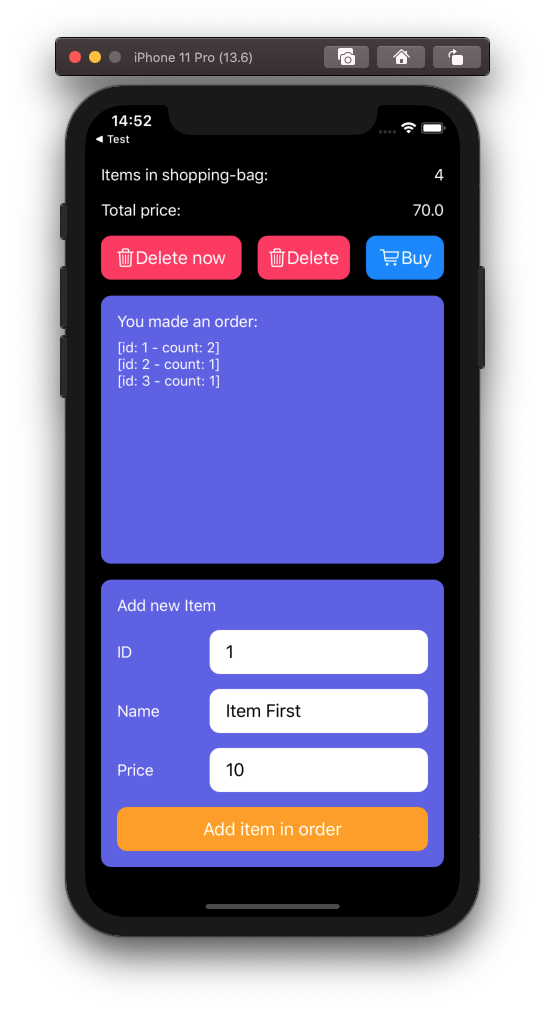 iPhone 11 Pro (13.6)
14:52
◀ Test
Items in shopping-bag: 4
Total price: 70.0
Delete now Delete Buy
You made an order:
[id: 1 - count: 2]
[id: 2 - count: 1]
[id: 3 - count: 1]
Add new Item
ID 1
Name Item First
Price 10
Add item in order